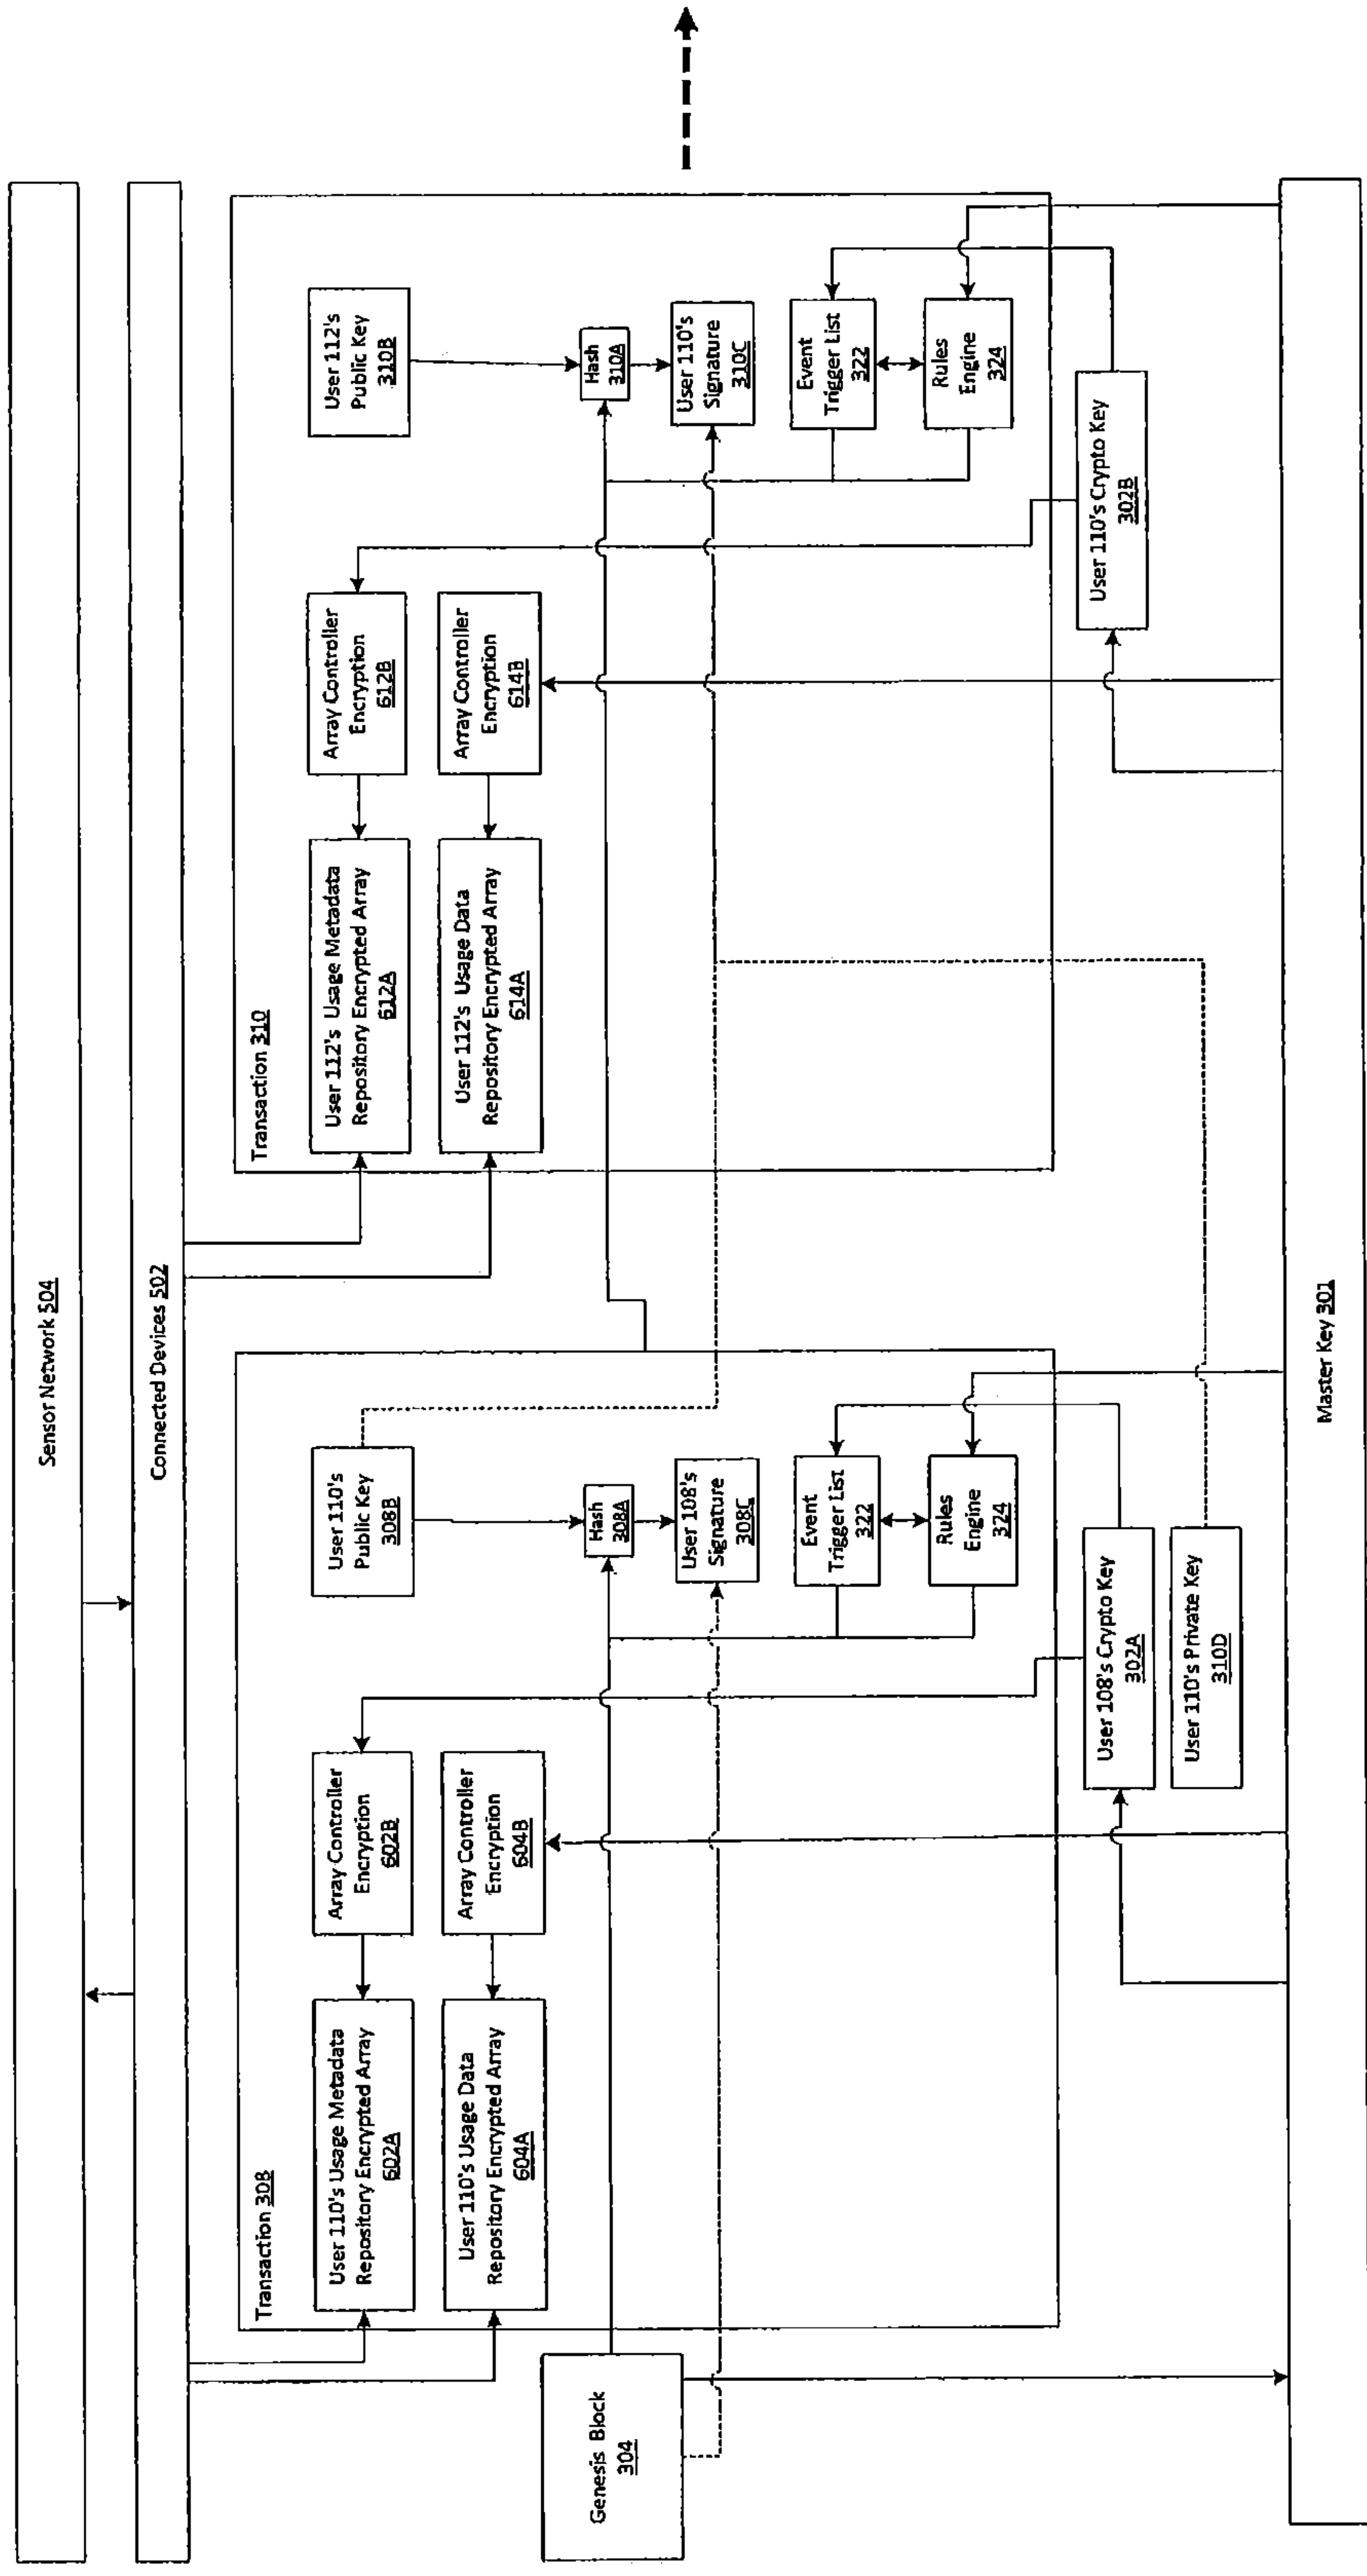 Sensor Network 504
Connected Devices 502
Transaction 308
User 110's Usage Metadata
Repository Encrypted Array
602A
Array Controller
Encryption
602B
User 110's
Public Key
308B
User 110's Usage Data
Repository Encrypted Array
604A
Array Controller
Encryption
604B
Hash
308A
User 108's
Signature
308C
Event
Trigger List
322
Rules
Engine
324
Genesis Block
304
User 108's Crypto Key
302A
User 110's Private Key
310D
Transaction 310
User 112's Usage Metadata
Repository Encrypted Array
612A
Array Controller
Encryption
612B
User 112's
Public Key
310B
User 112's Usage Data
Repository Encrypted Array
614A
Array Controller
Encryption
614B
Hash
310A
User 110's
Signature
310C
Event
Trigger List
322
Rules
Engine
324
User 110's Crypto Key
302B
Master Key 301